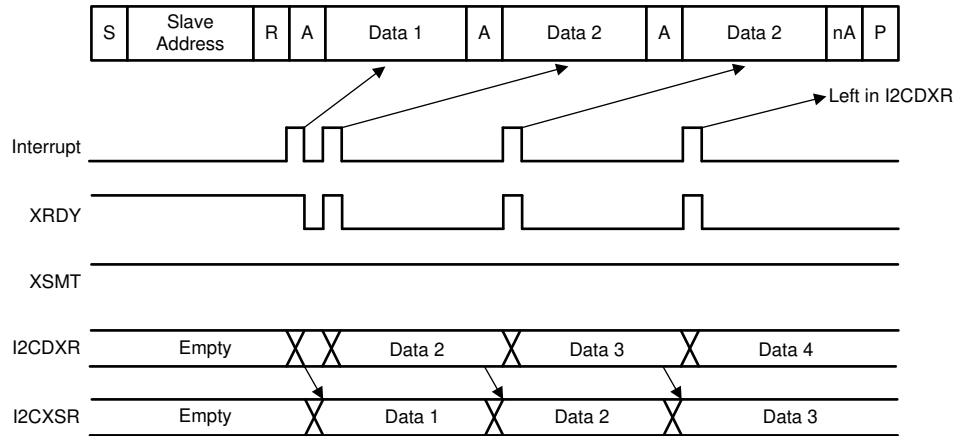 S Slave Address R A Data 1 A Data 2 A Data 2 nA P
Left in I2CDXR
Interrupt
XRDY
XSMT
I2CDXR Empty Data 2 Data 3 Data 4
I2CXSR Empty Data 1 Data 2 Data 3